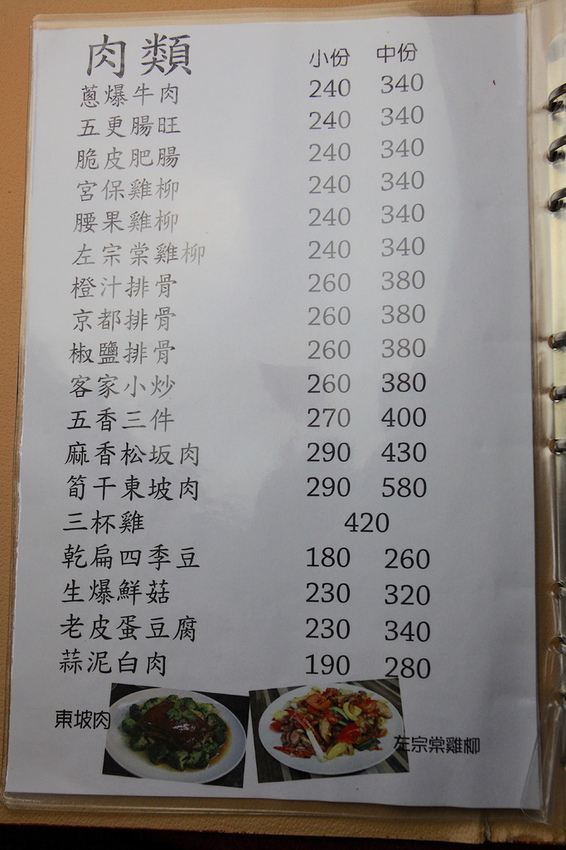 肉類 小份 中份
蔥爆牛肉 240 340
五更腸旺 240 340
脆皮肥腸 240 340
宮保雞柳 240 340
腰果雞柳 240 340
左宗棠雞柳 240 340
橙汁排骨 260 380
京都排骨 260 380
椒鹽排骨 260 380
客家小炒 260 380
五香三件 270 400
麻香松坂肉 290 430
筍干東坡肉 290 580
三杯雞 420
乾扁四季豆 180 260
生爆鮮菇 230 320
老皮蛋豆腐 230 340
蒜泥白肉 190 280
東坡肉
左宗棠雞柳